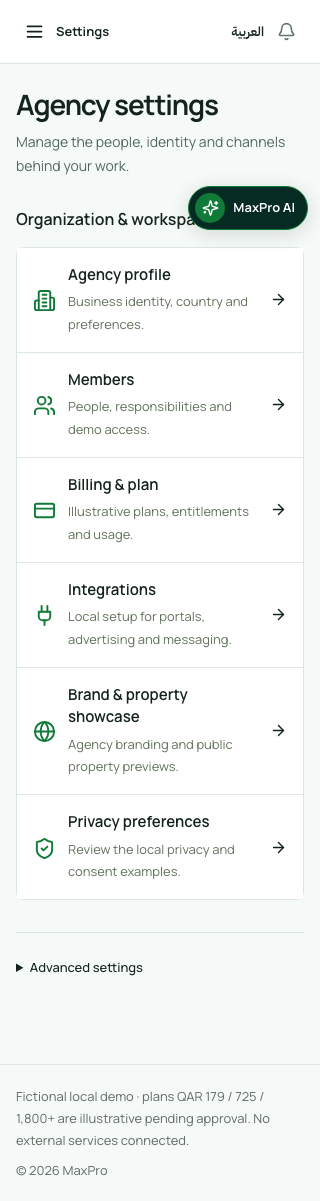 Settings
العربية
Agency settings
Manage the people, identity and channels
behind your work.
MaxPro AI
Organization & workspa
Agency profile
Business identity, country and
preferences.
Members
People, responsibilities and
demo access.
Billing & plan
Illustrative plans, entitlements
and usage.
Integrations
Local setup for portals,
advertising and messaging.
Brand & property
showcase
Agency branding and public
property previews.
Privacy preferences
Review the local privacy and
consent examples.
Advanced settings
Fictional local demo · plans QAR 179 / 725 /
1,800+ are illustrative pending approval. No
external services connected.
© 2026 MaxPro